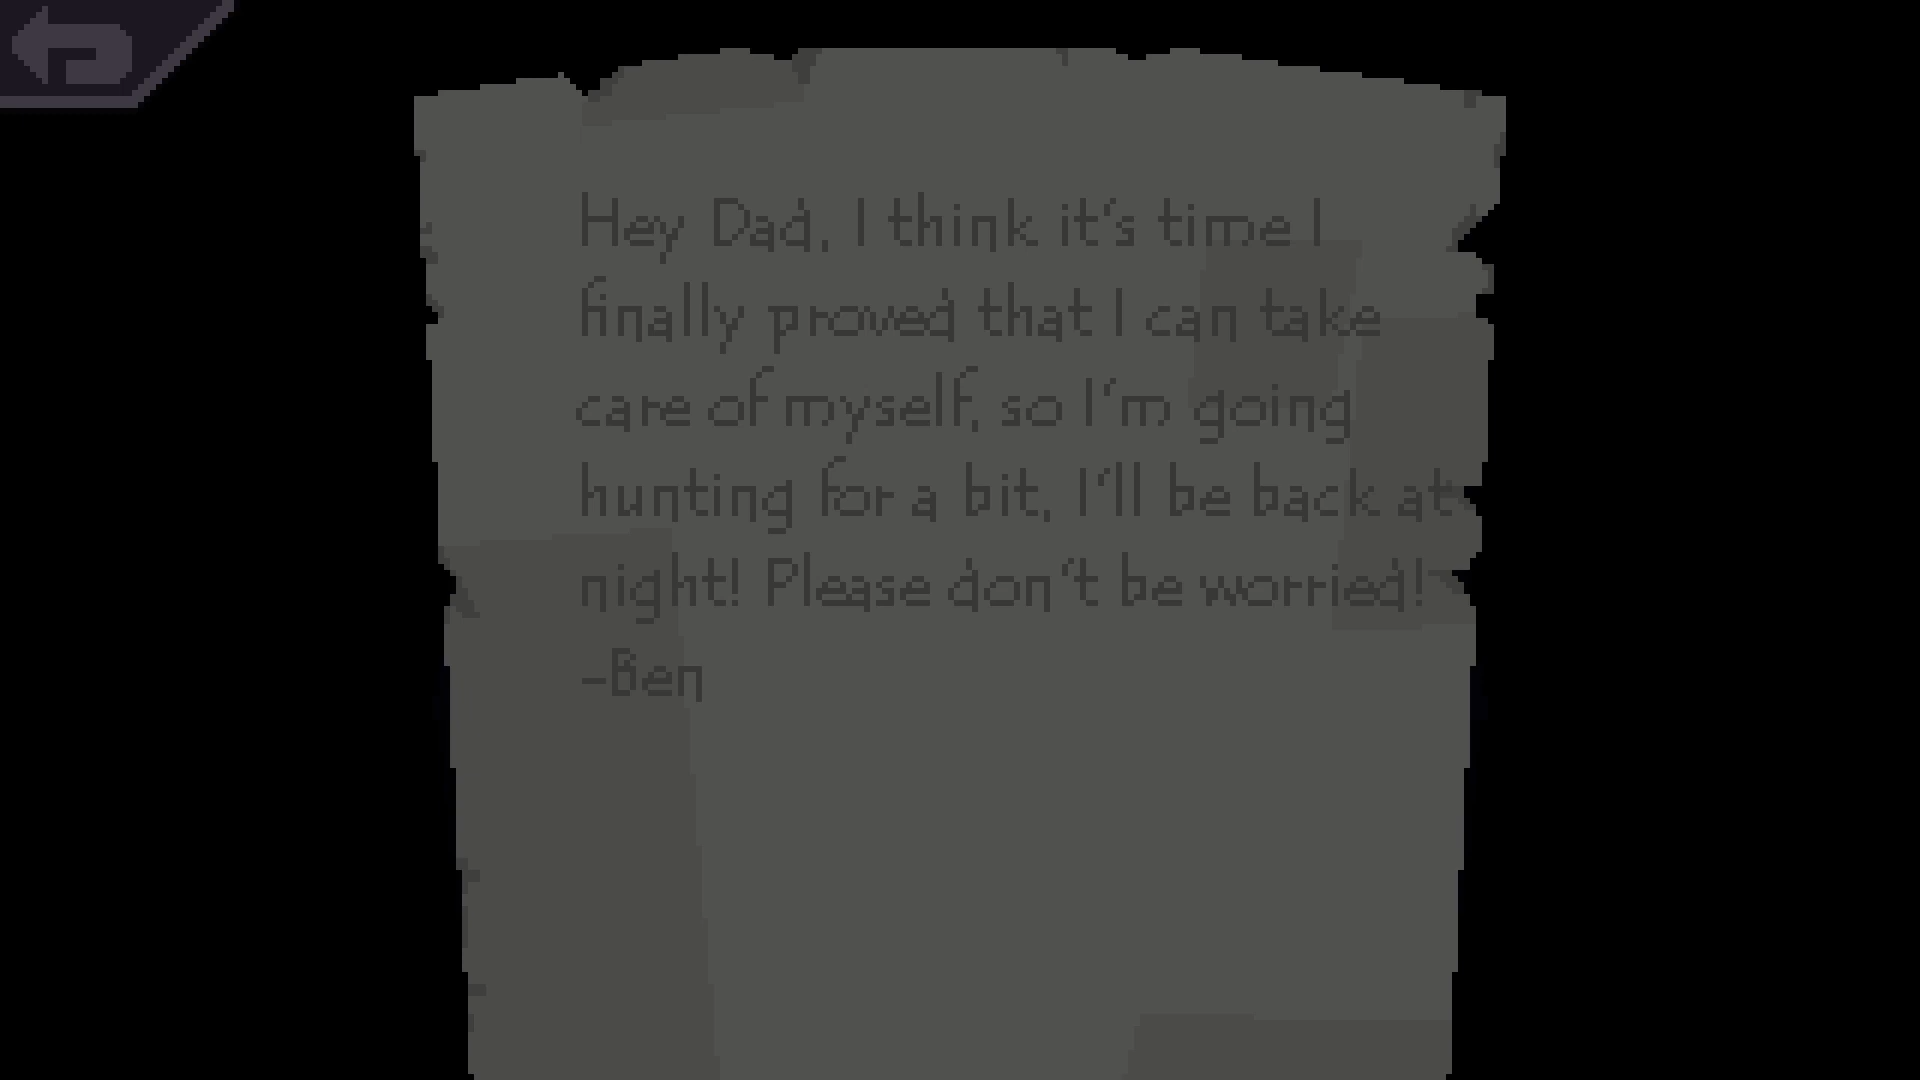 Hey Dad, I think it's time I
finally proved that I can take
care of myself, so I'm going
hunting for a bit, I'll be back at
night! Please don't be worried!
-Ben